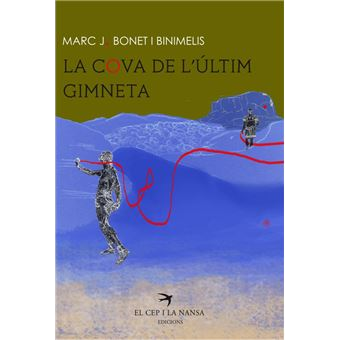 MARC J. BONET I BINIMELIS
LA COVA DE L'ÚLTIM
GIMNETA
EL CEP I LA NANSA
EDICIONS